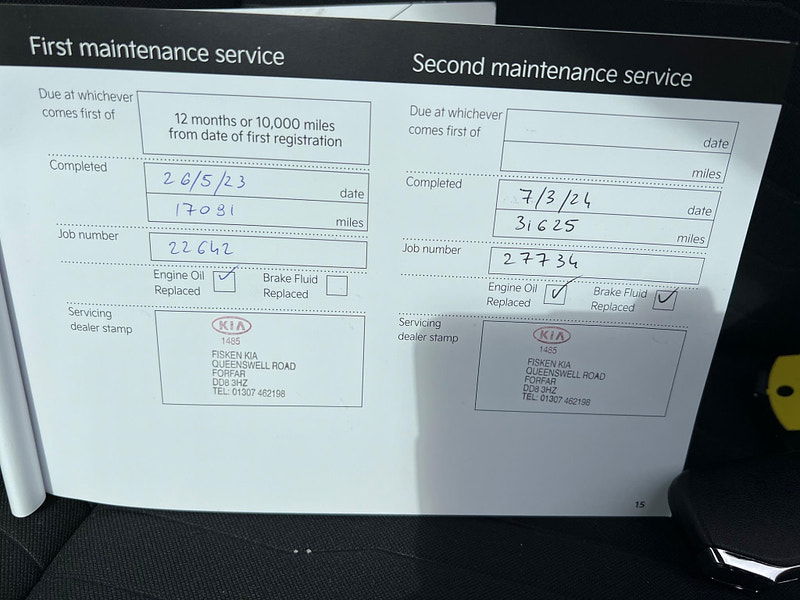 First maintenance service
Due at whichever
comes first of
12 months or 10,000 miles
from date of first registration
Completed
26/5/23
date
17091
miles
Job number
22642
Engine Oil
Replaced
Brake Fluid
Replaced
Servicing
dealer stamp
KIA
1485
FISKEN KIA
QUEENSWELL ROAD
FORFAR
DD8 3HZ
TEL: 01307 462198
Second maintenance service
Due at whichever
comes first of
date
miles
Completed
7/3/24
date
31625
miles
Job number
27734
Engine Oil
Replaced
Brake Fluid
Replaced
Servicing
dealer stamp
KIA
1485
FISKEN KIA
QUEENSWELL ROAD
FORFAR
DD8 3HZ
TEL: 01307 462198
15